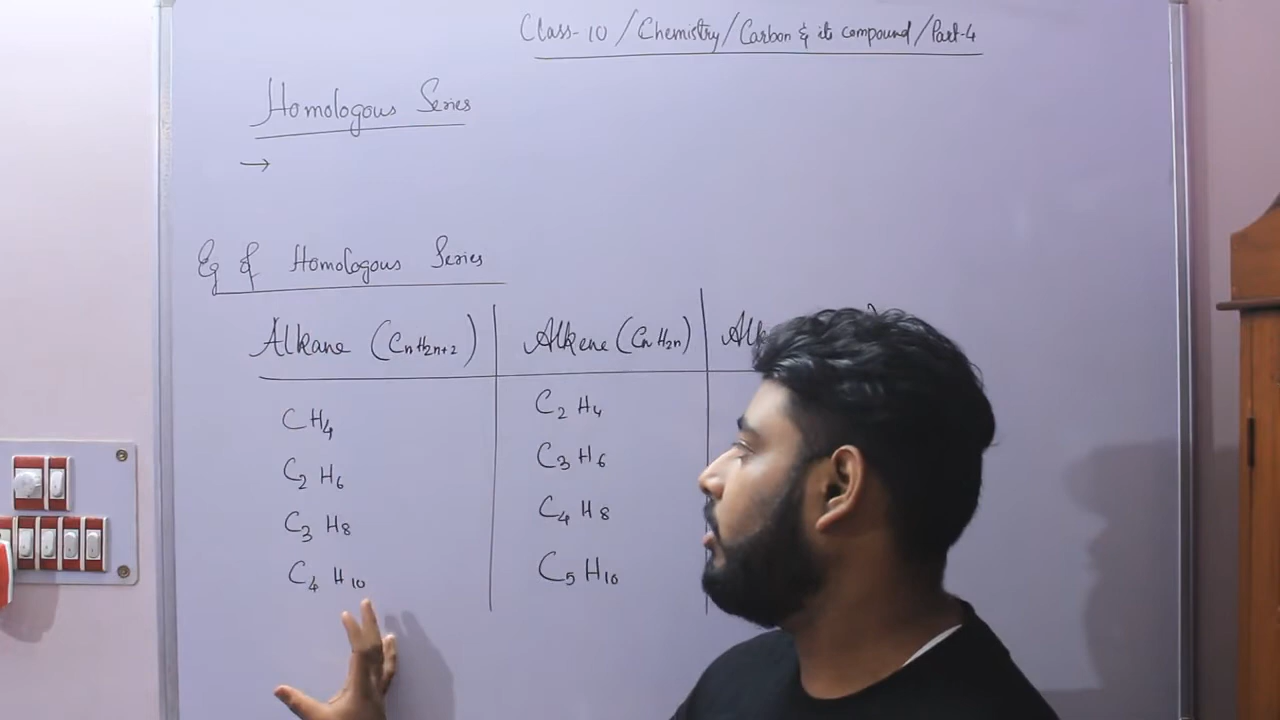 Class-10 / Chemistry / Carbon & its compound / Part-4
Homologous Series
→
Eg of Homologous Series
Alkane (CnH2n+2)
Alkene (CnH2n)
CH4
C2H6
C3H8
C4H10
C2H4
C3H6
C4H8
C5H10